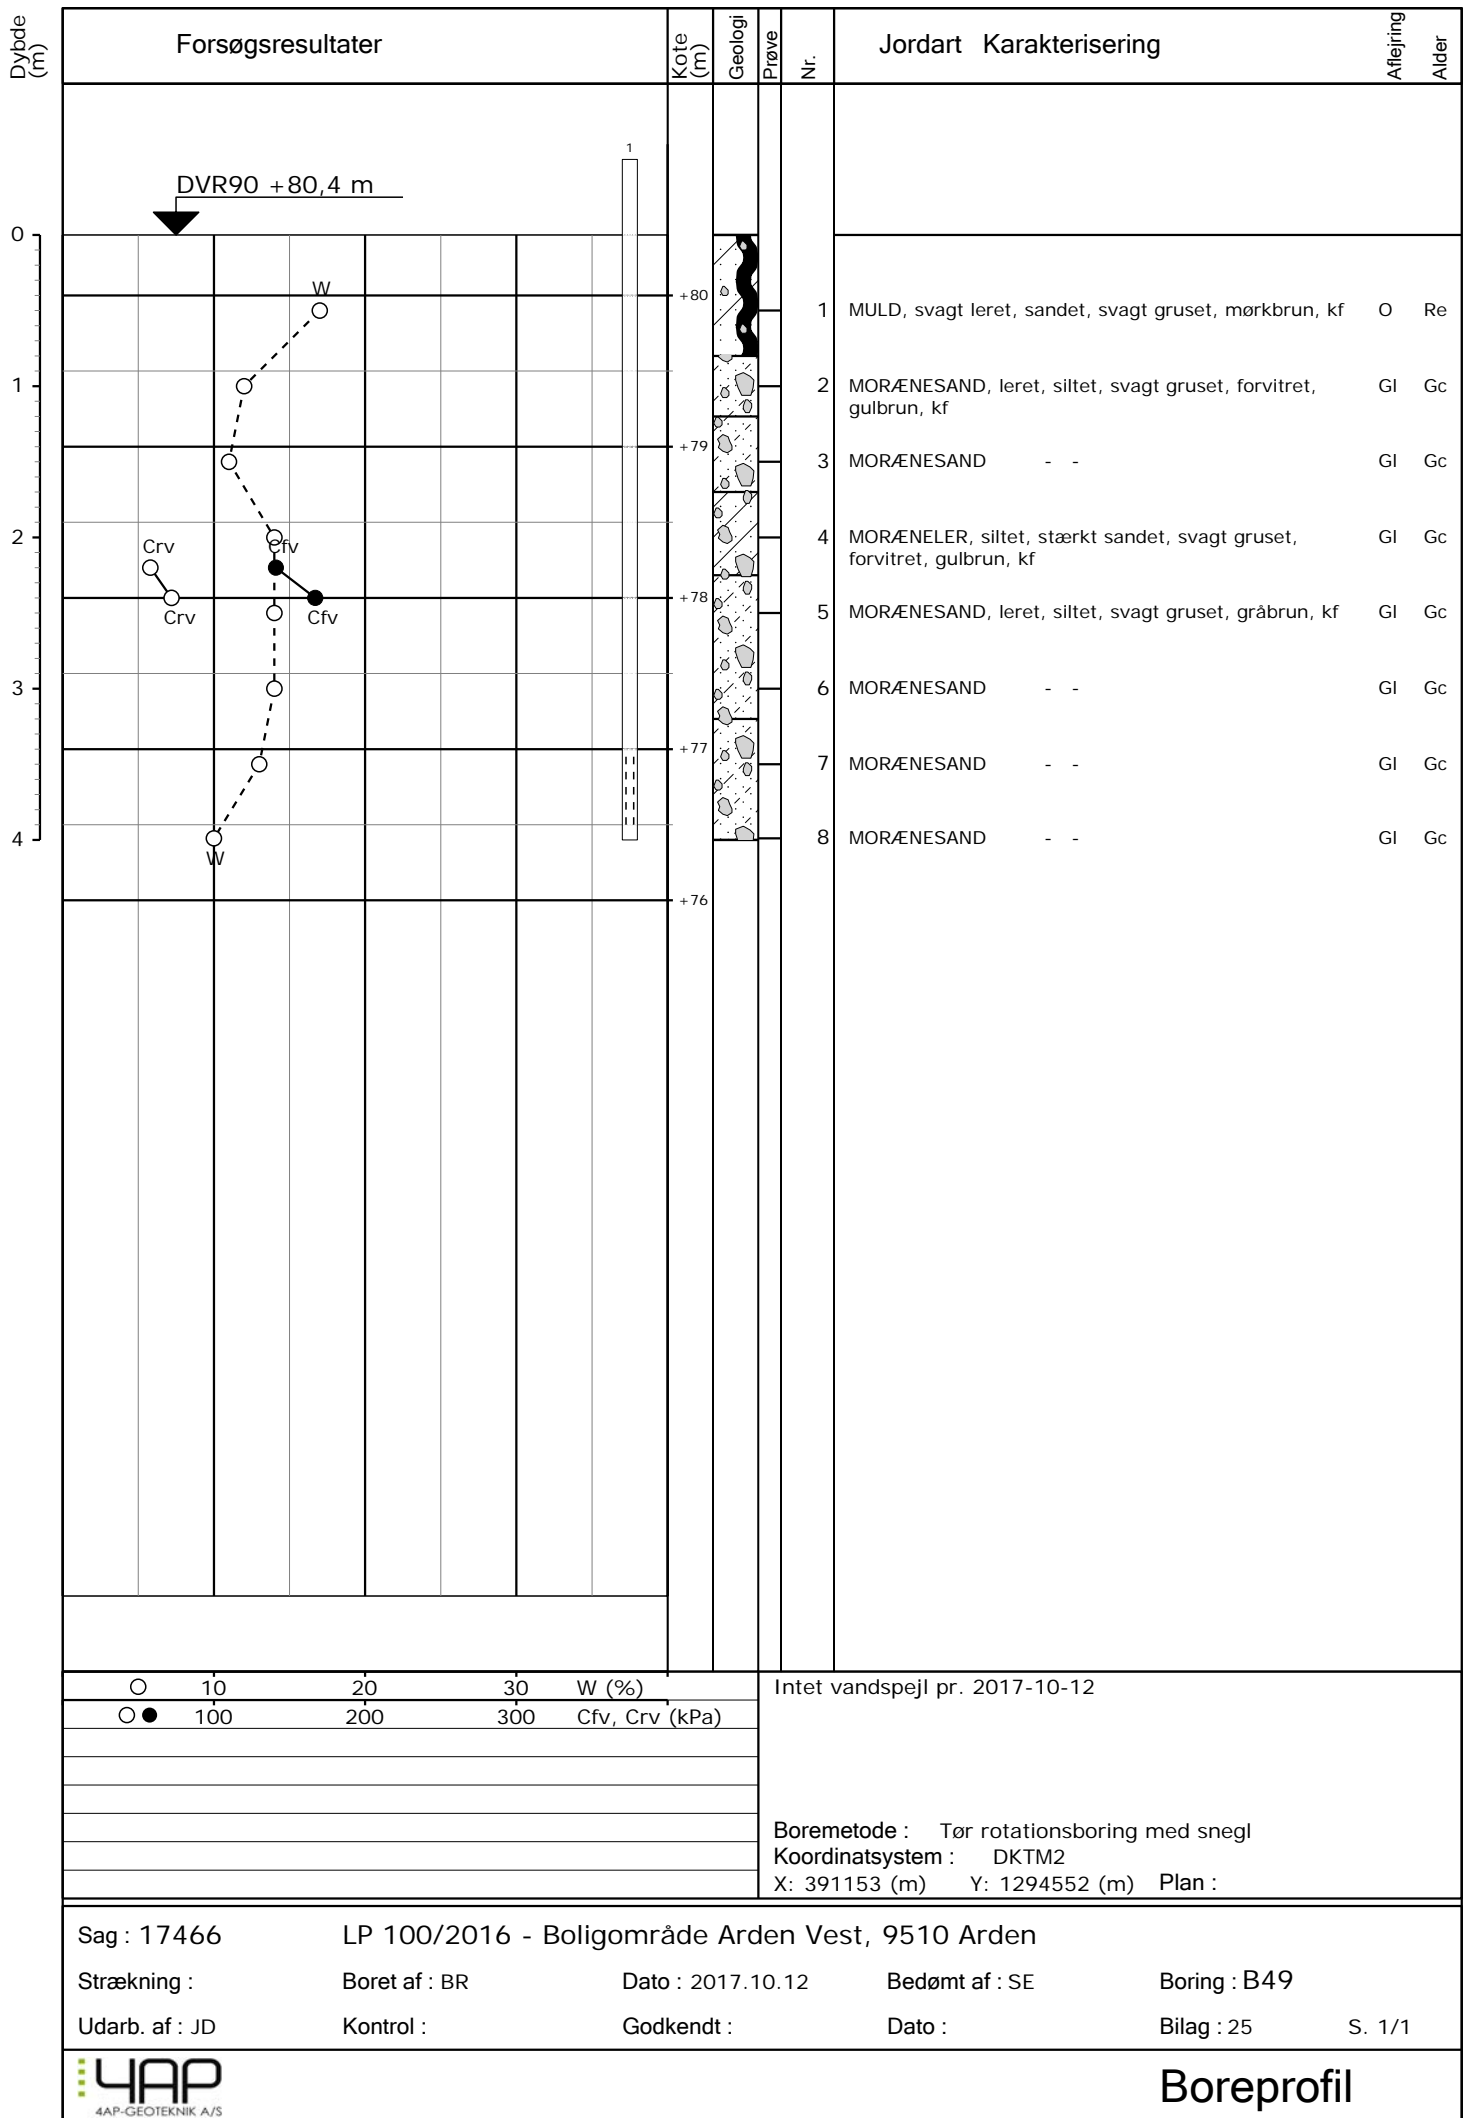 Dybde (m)
Forsøgsresultater
Kote (m)
Geologi
Prøve
Nr.
Jordart Karakterisering
Aflejring
Alder
1
DVR90 +80,4 m
0
W
+80
1 MULD, svagt leret, sandet, svagt gruset, mørkbrun, kf O Re
1
2 MORÆNESAND, leret, siltet, svagt gruset, forvitret, Gl Gc
gulbrun, kf
+79
3 MORÆNESAND - - Gl Gc
2
Crv
Cfv
4 MORÆNELER, siltet, stærkt sandet, svagt gruset, Gl Gc
forvitret, gulbrun, kf
+78
Crv
Cfv
5 MORÆNESAND, leret, siltet, svagt gruset, gråbrun, kf Gl Gc
3
6 MORÆNESAND - - Gl Gc
+77
7 MORÆNESAND - - Gl Gc
4
8 MORÆNESAND - - Gl Gc
W
+76
10 20 30 W (%)
100 200 300 Cfv, Crv (kPa)
Intet vandspejl pr. 2017-10-12
Boremetode : Tør rotationsboring med snegl
Koordinatsystem : DKTM2
X: 391153 (m) Y: 1294552 (m) Plan :
Sag : 17466 LP 100/2016 - Boligområde Arden Vest, 9510 Arden
Strækning : Boret af : BR Dato : 2017.10.12 Bedømt af : SE Boring : B49
Udarb. af : JD Kontrol : Godkendt : Dato : Bilag : 25 S. 1/1
4AP
4AP-GEOTEKNIK A/S
Boreprofil